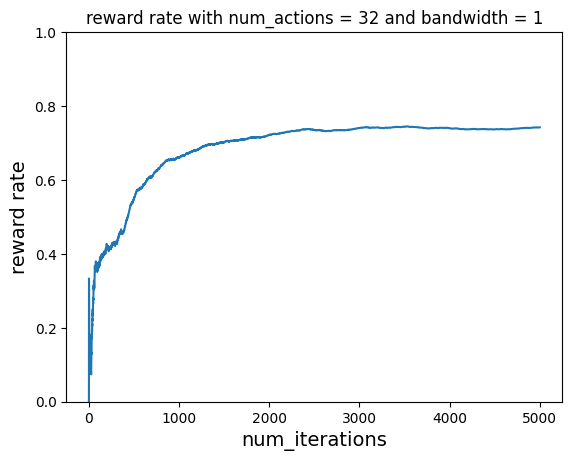 reward rate with num_actions = 32 and bandwidth = 1
1.0
0.8
0.6
0.4
0.2
0.0
reward rate
0 1000 2000 3000 4000 5000
num_iterations